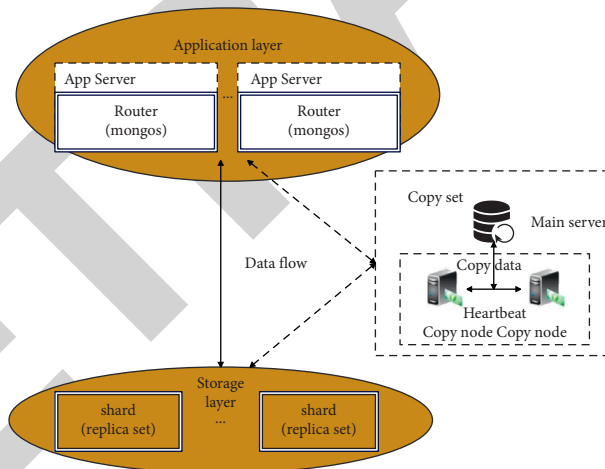 Application layer
App Server
App Server
...
Router
(mongos)
Router
(mongos)
Copy set
Main server
Data flow
Copy data
Heartbeat
Copy node Copy node
Storage
layer
...
shard
(replica set)
shard
(replica set)